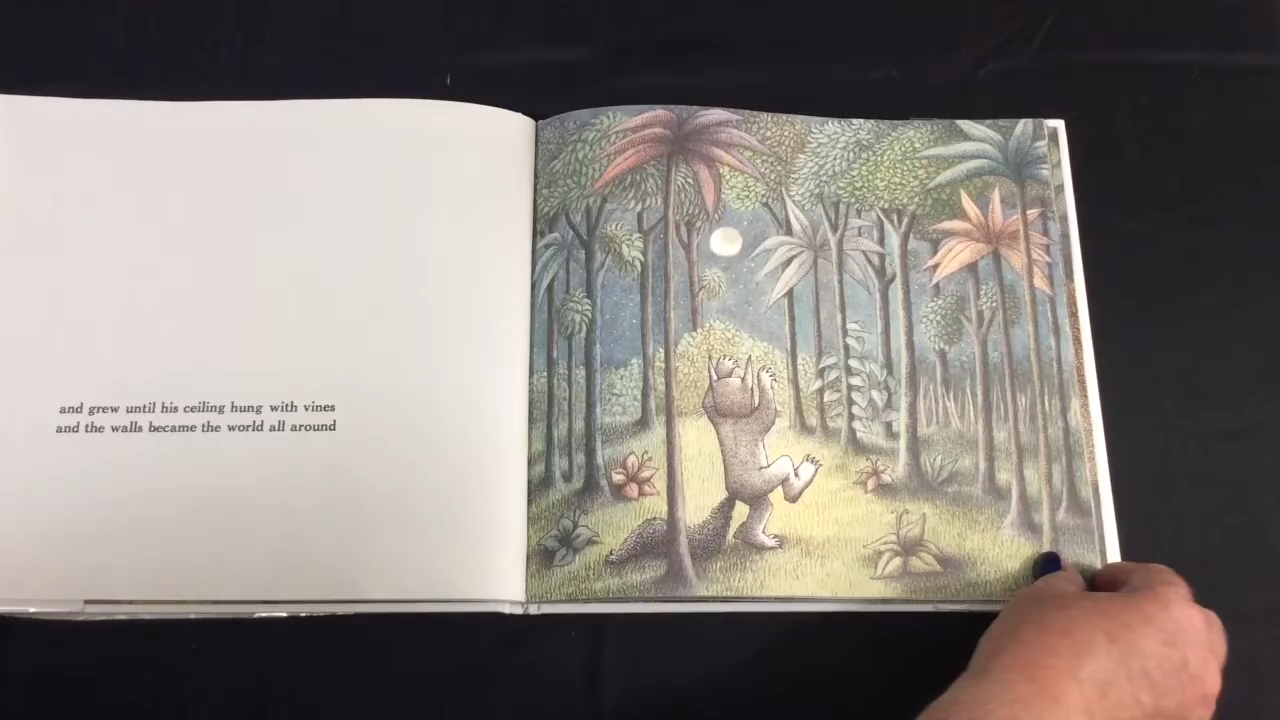 and grew until his ceiling hung with vines
and the walls became the world all around